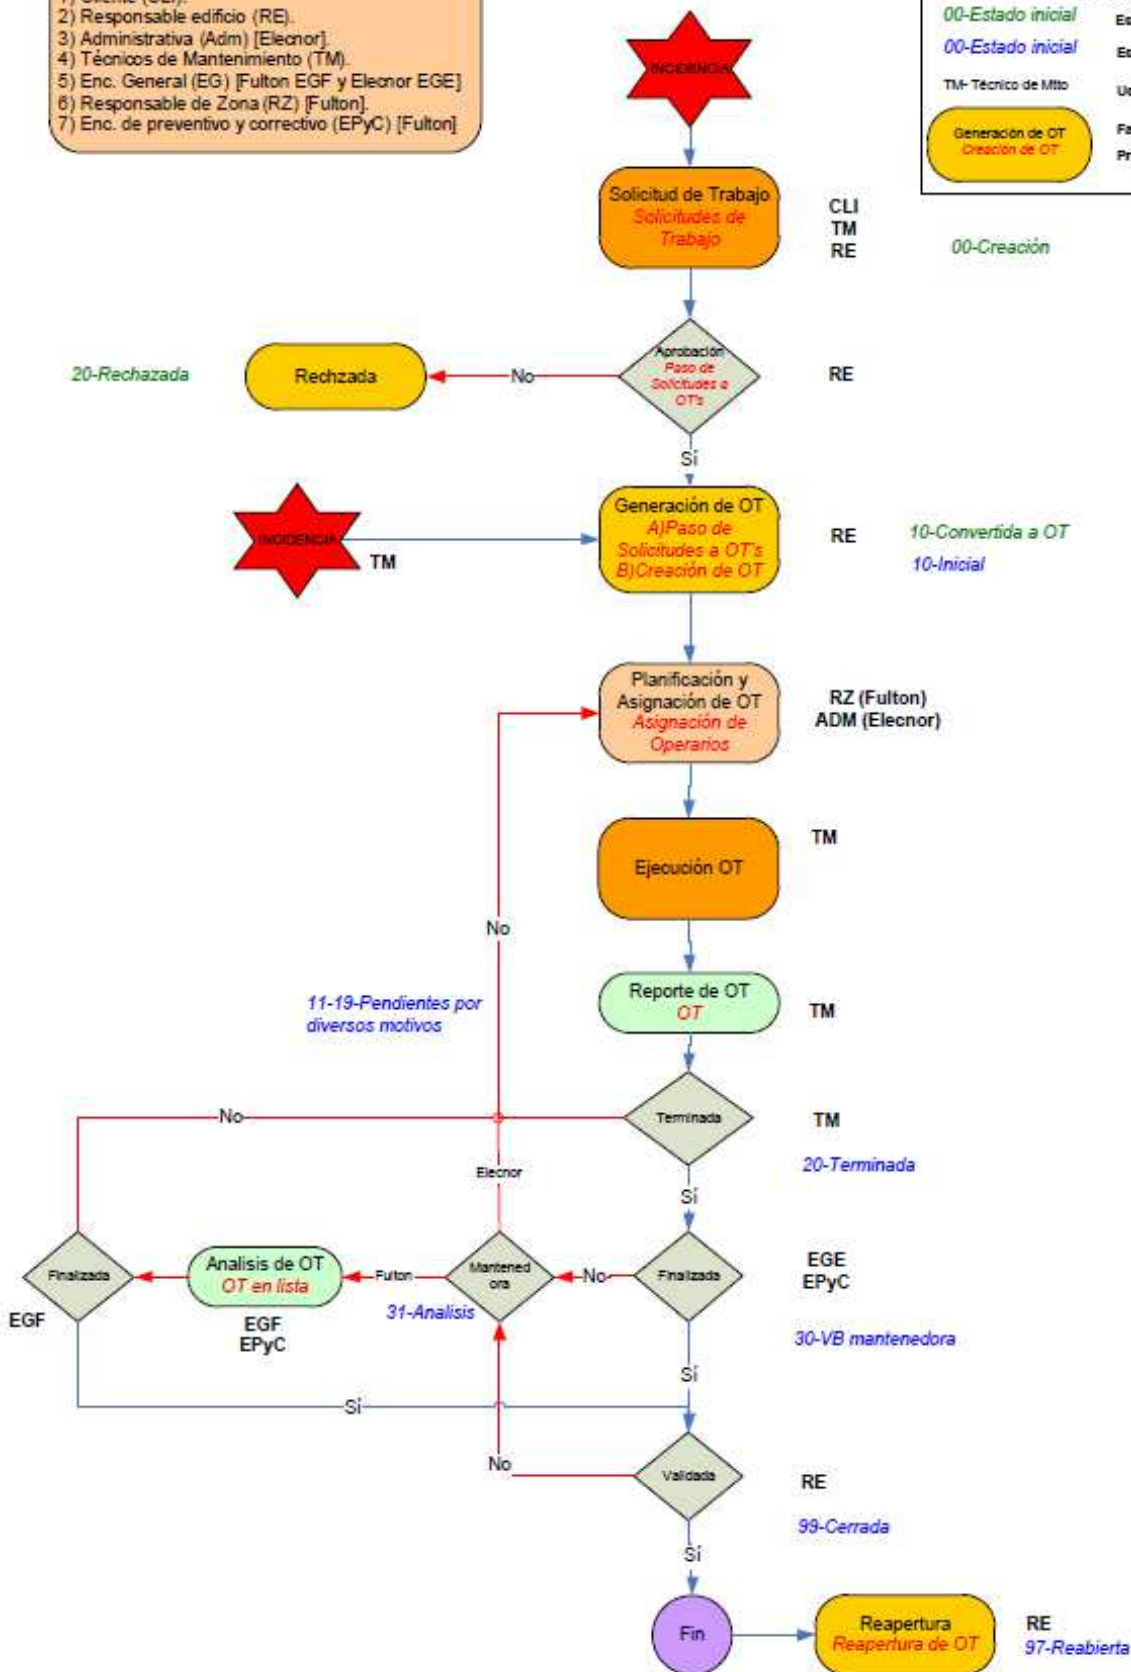 2) Responsable edificio (RE).
3) Administrativa (Adm) [Elecnor].
4) Técnicos de Mantenimiento (TM).
5) Enc. General (EG) [Fulton EGF y Elecnor EGE]
6) Responsable de Zona (RZ) [Fulton].
7) Enc. de preventivo y correctivo (EPyC) [Fulton]
00-Estado inicial
00-Estado inicial
TM- Técnico de Mtto
Generación de OT
Creación de OT
INCIDENCIA
Solicitud de Trabajo
Solicitudes de
Trabajo
CLI
TM
RE
00-Creación
Aprobación
Paso de
Solicitudes a
OT's
RE
No
Rechzada
20-Rechazada
Sí
INCIDENCIA
TM
Generación de OT
A)Paso de
Solicitudes a OT's
B)Creación de OT
RE
10-Convertida a OT
10-Inicial
Planificación y
Asignación de OT
Asignación de
Operarios
RZ (Fulton)
ADM (Elecnor)
Ejecución OT
TM
No
11-19-Pendientes por
diversos motivos
Reporte de OT
OT
TM
Terminada
TM
20-Terminada
No
Elecnor
Sí
Finalizada
EGF
Analisis de OT
OT en lista
EGF
EPyC
Fulton
31-Analisis
Mantened
ora
No
Finalizada
EGE
EPyC
30-VB mantenedora
Sí
Sí
No
Validada
RE
99-Cerrada
Sí
Fin
Reapertura
Reapertura de OT
RE
97-Reabierta